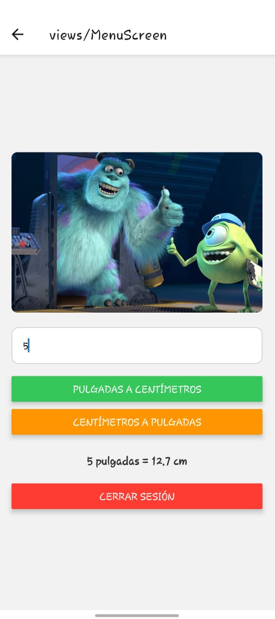 views/MenuScreen
5
PULGADAS A CENTÍMETROS
CENTÍMETROS A PULGADAS
5 pulgadas = 12.7 cm
CERRAR SESIÓN